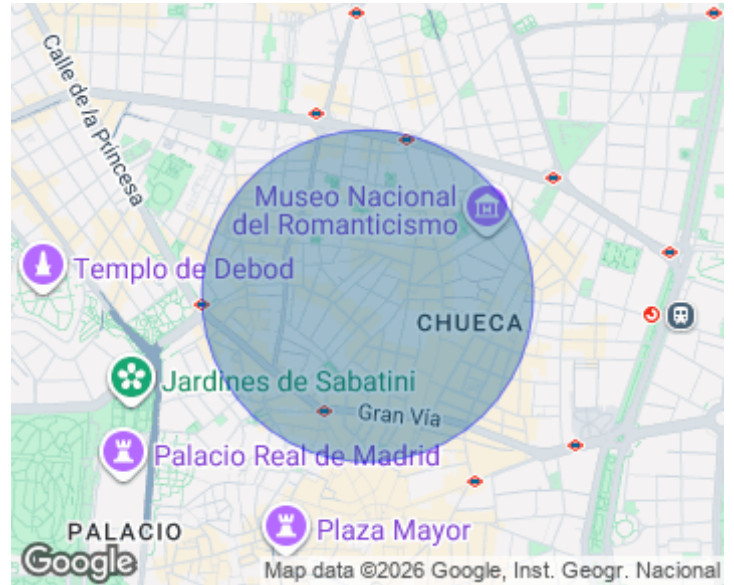 Calle de la Princesa
Museo Nacional
del Romanticismo
Templo de Debod
CHUECA
Jardines de Sabatini
Gran Vía
Palacio Real de Madrid
PALACIO
Plaza Mayor
Google
Map data ©2026 Google, Inst. Geogr. Nacional